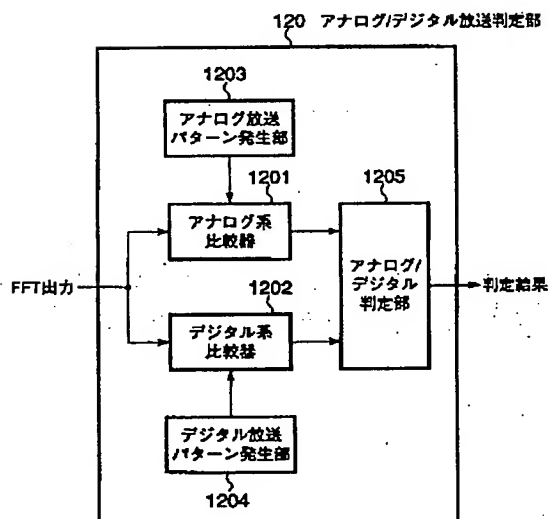 120 アナログ/デジタル放送判定部
1203
アナログ放送
パターン発生部
1201
1205
アナログ系
比較器
アナログ/
デジタル
判定部
FFT出力
判定結果
1202
デジタル系
比較器
デジタル放送
パターン発生部
1204